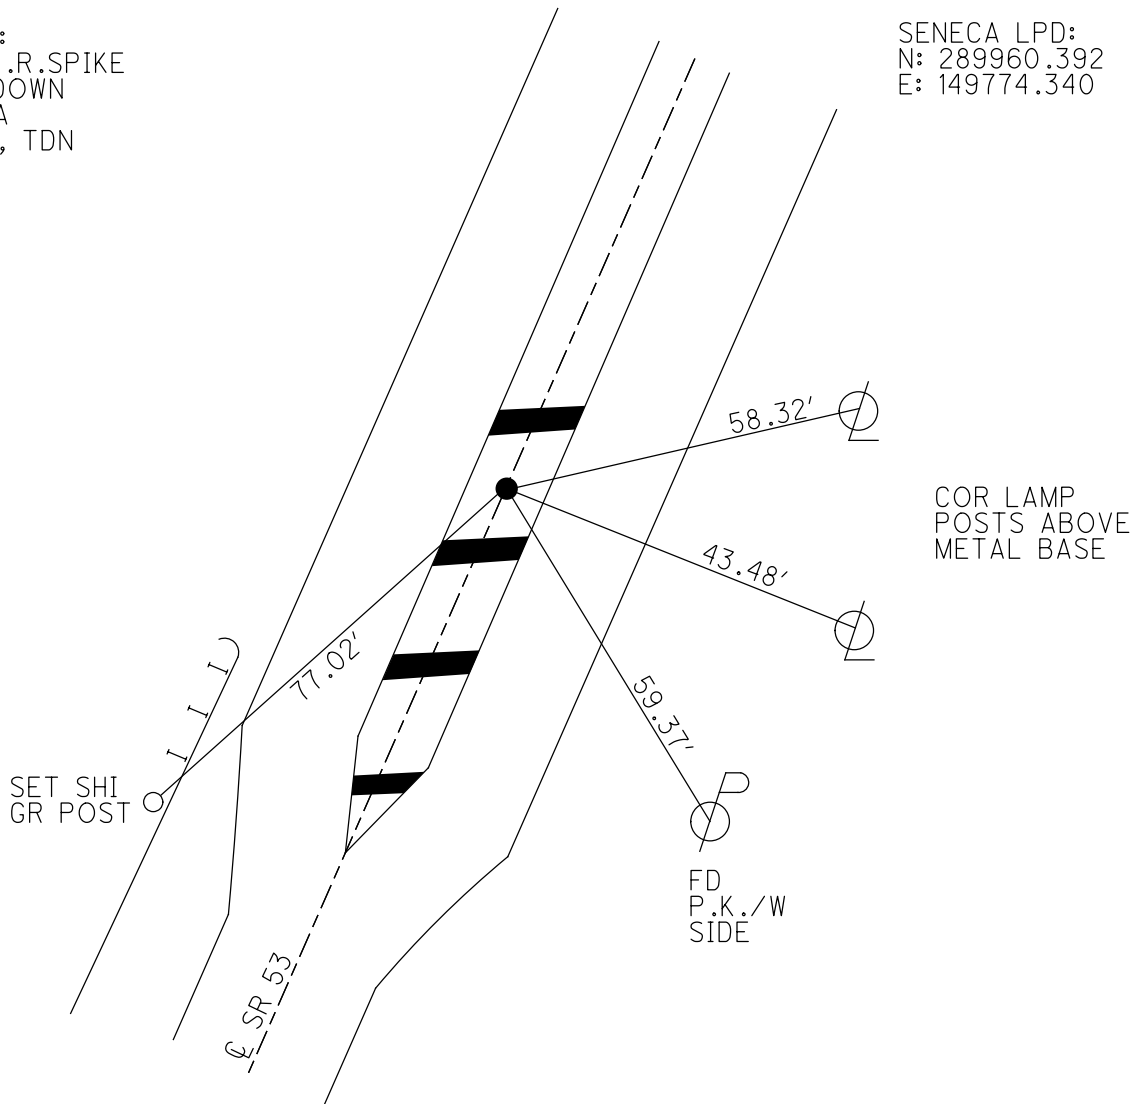 :
.R.SPIKE
DOWN
A
, TDN
SENECA LPD:
N: 289960.392
E: 149774.340
58.32'
COR LAMP
POSTS ABOVE
METAL BASE
43.48'
77.02'
59.37'
SET SHI
GR POST
FD
P.K./W
SIDE
℄ SR 53